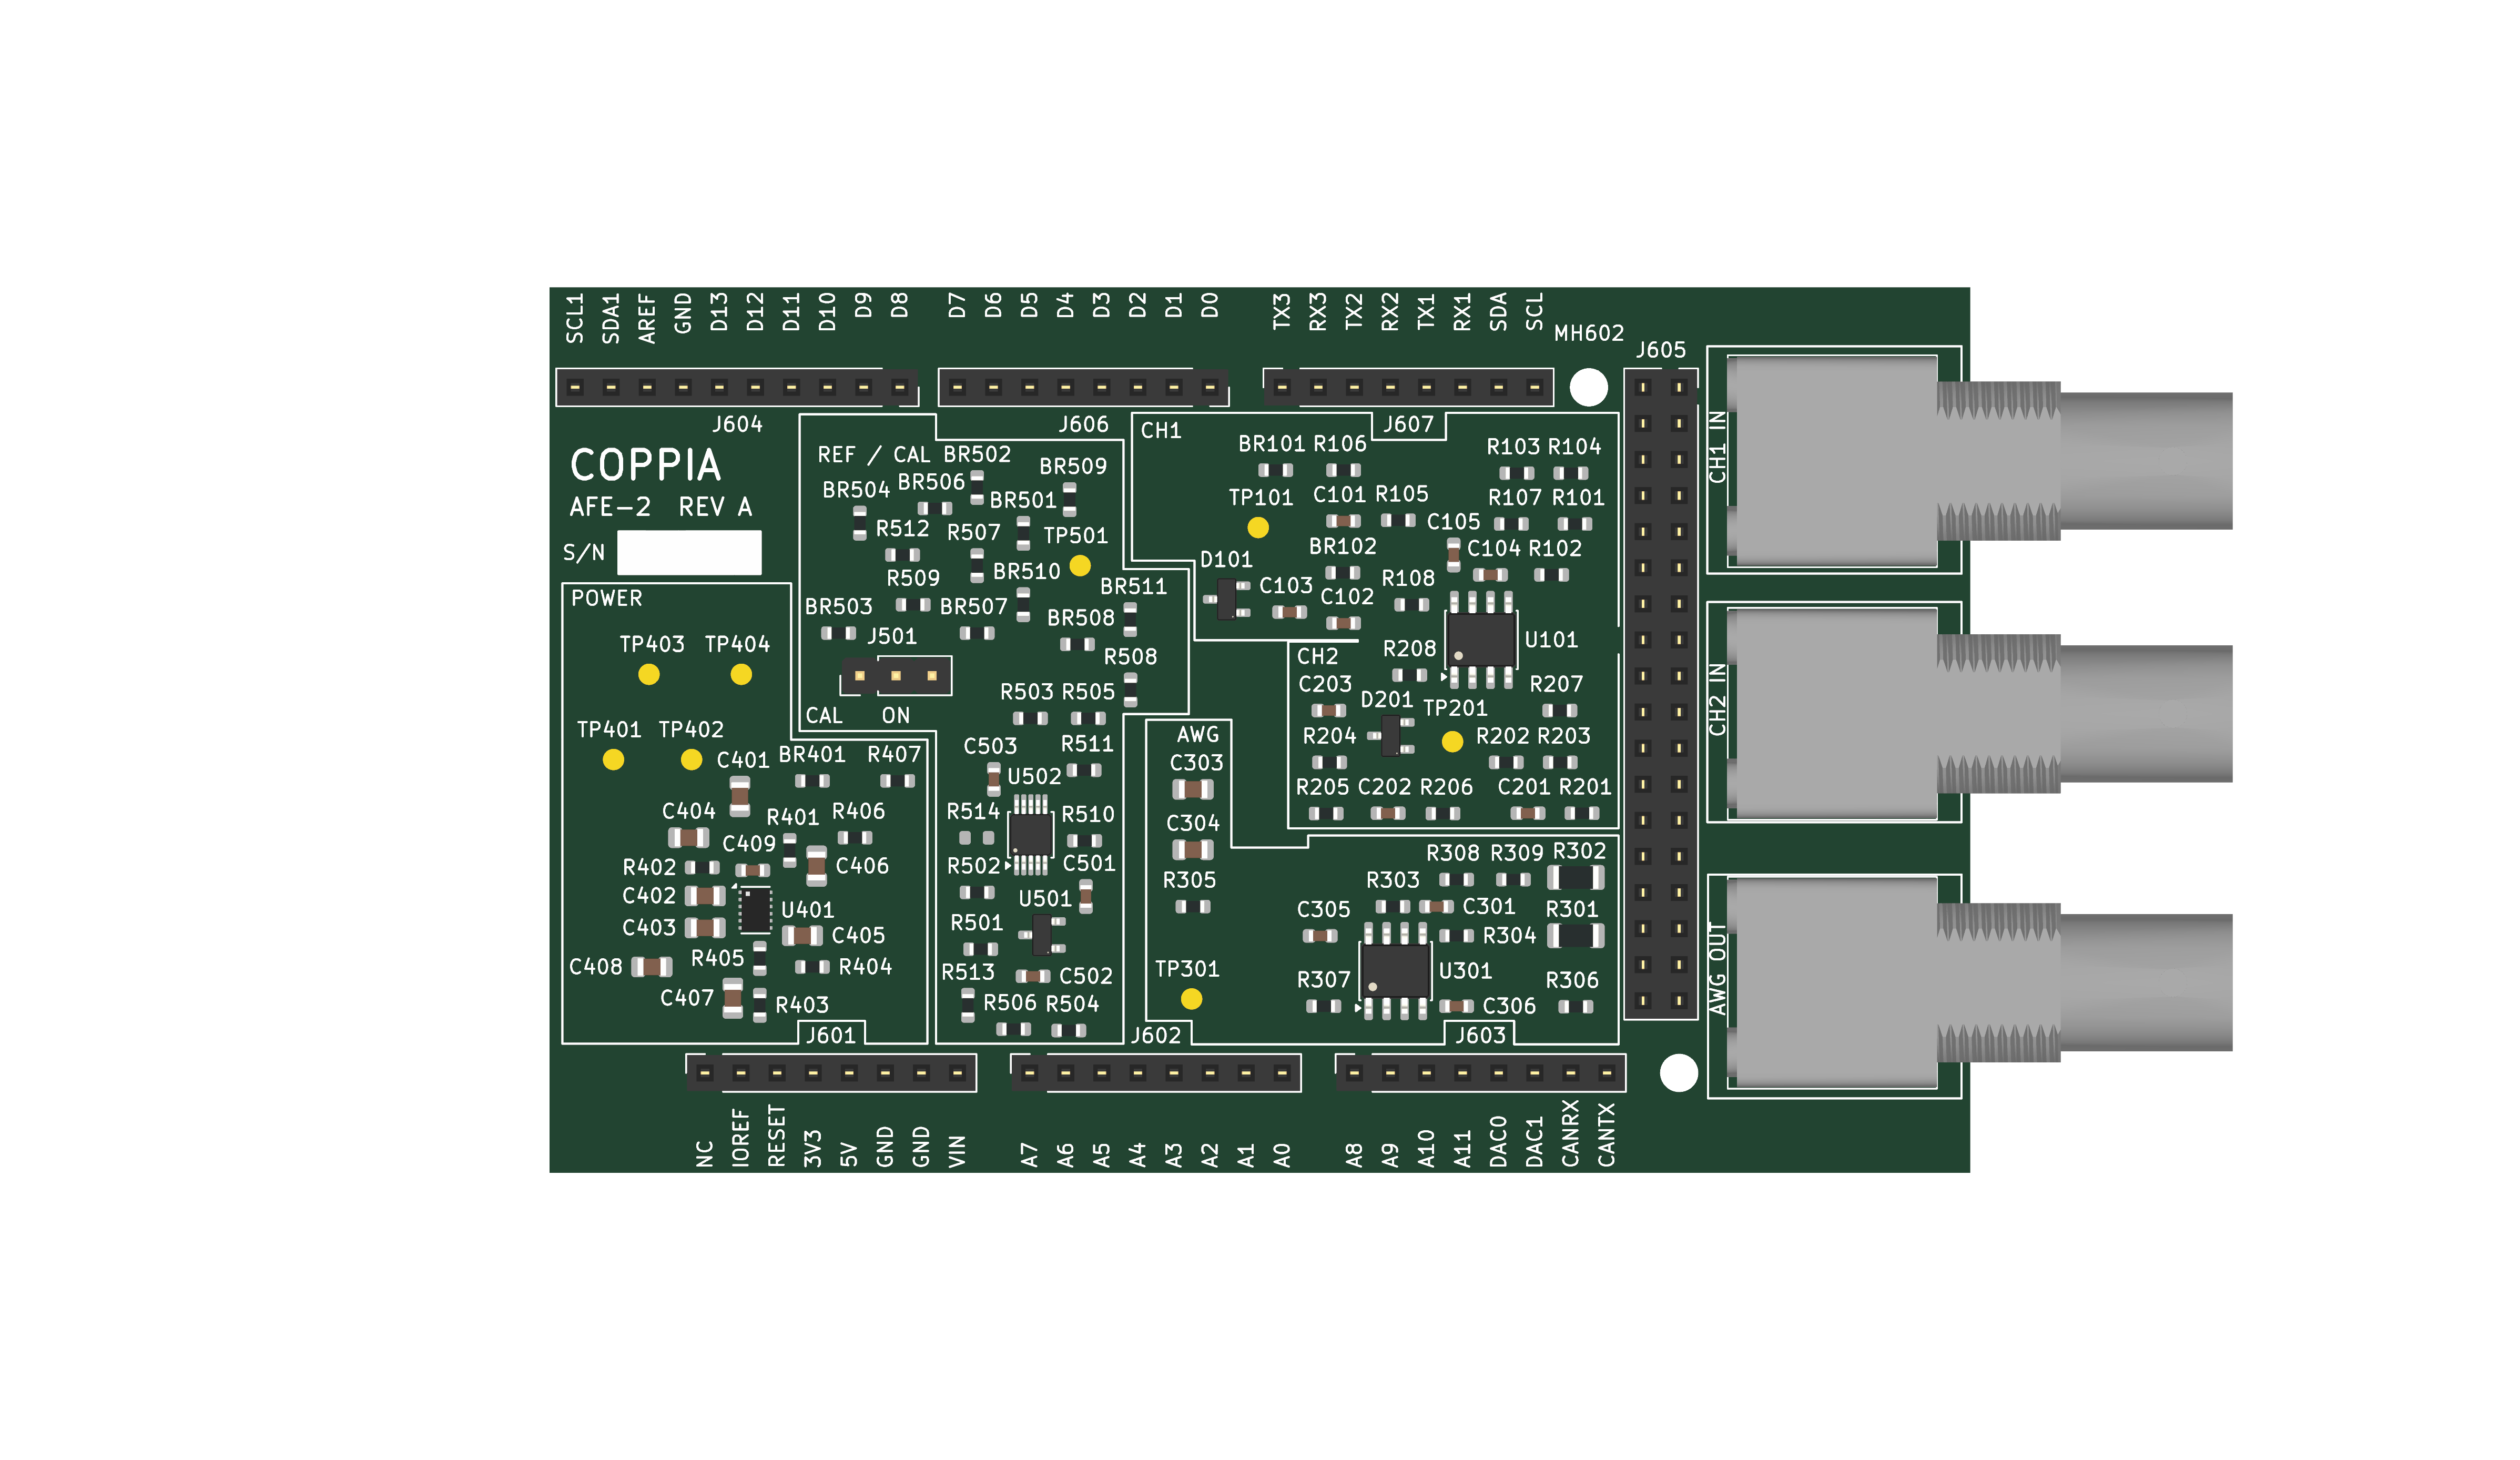 SCL1 SDA1 AREF GND D13 D12 D11 D10 D9 D8 D7 D6 D5 D4 D3 D2 D1 D0 TX3 RX3 TX2 RX2 TX1 RX1 SDA SCL
MH602
J605
J604 J606 J607
COPPIA
AFE-2 REV A
S/N
REF / CAL
BR502
BR509
BR506
BR504
BR501
R512
R507
TP501
BR510
R509
BR511
BR503
BR507
BR508
J501
R508
R503
R505
CAL ON
CH1
BR101
R106
R103
R104
TP101
C101
R105
R107
R101
C105
BR102
C104
R102
D101
C103
R108
C102
U101
CH1 IN
CH2
R208
C203
D201
TP201
R207
R204
R202
R203
R205
C202
R206
C201
R201
CH2 IN
POWER
TP403
TP404
TP401
TP402
C401
BR401
R407
C404
R401
R406
C409
R402
C406
C402
U401
C403
C405
R405
C408
R404
C407
R403
J601
C503
R511
U502
R514
R510
R502
C501
U501
R501
R513
C502
R506
R504
J602
AWG
C303
C304
R305
R308
R309
R302
R303
C305
C301
R301
R304
TP301
R307
U301
R306
C306
J603
AWG OUT
NC IOREF RESET 3V3 5V GND GND VIN A7 A6 A5 A4 A3 A2 A1 A0 A8 A9 A10 A11 DAC0 DAC1 CANRX CANTX